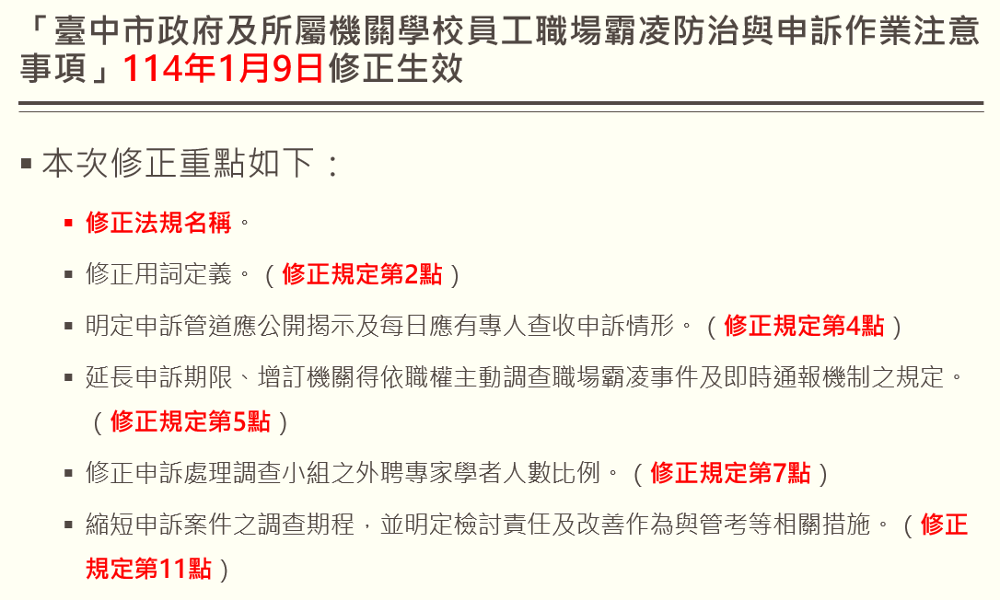 「臺中市政府及所屬機關學校員工職場霸凌防治與申訴作業注意
事項」114年1月9日修正生效
▪ 本次修正重點如下：
▪ 修正法規名稱。
▪ 修正用詞定義。（修正規定第2點）
▪ 明定申訴管道應公開揭示及每日應有專人查收申訴情形。（修正規定第4點）
▪ 延長申訴期限、增訂機關得依職權主動調查職場霸凌事件及即時通報機制之規定。
（修正規定第5點）
▪ 修正申訴處理調查小組之外聘專家學者人數比例。（修正規定第7點）
▪ 縮短申訴案件之調查期程，並明定檢討責任及改善作為與管考等相關措施。（修正
規定第11點）